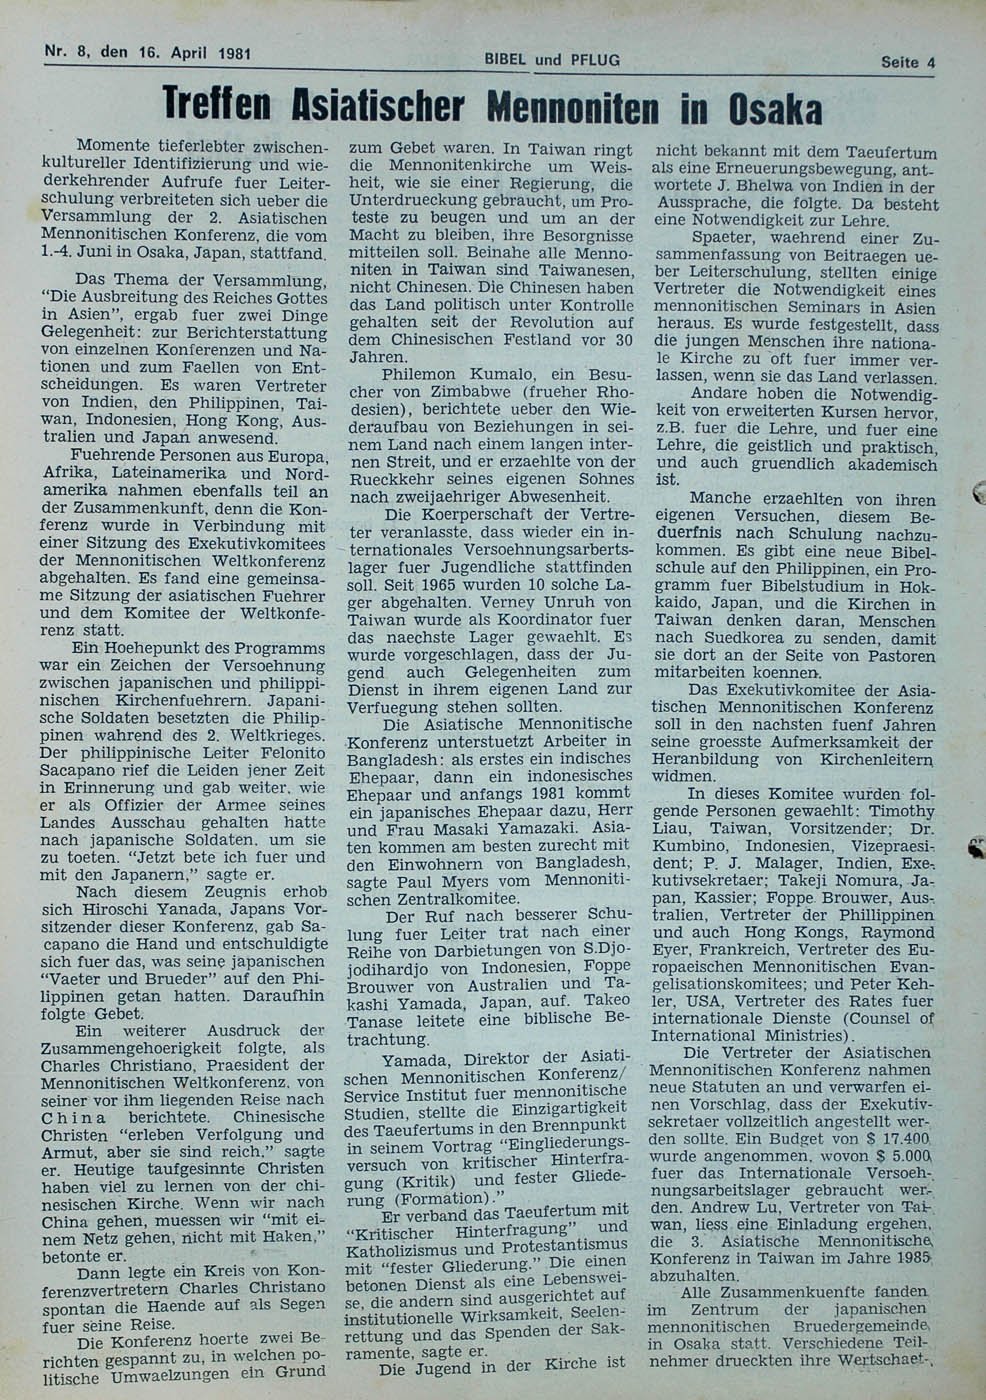 Nr. 8, den 16. April 1981
BIBEL und PFLUG
Seite 4
Treffen Asiatischer Mennoniten in Osaka
Momente tieferlebter zwischen-
kultureller Identifizierung und wie-
derkehrender Aufrufe fuer Leiter-
schulung verbreiteten sich ueber die
Versammlung der 2. Asiatischen
Mennonitischen Konferenz, die vom
1.-4. Juni in Osaka, Japan, stattfand.
Das Thema der Versammlung,
"Die Ausbreitung des Reiches Gottes
in Asien", ergab fuer zwei Dinge
Gelegenheit: zur Berichterstattung
von einzelnen Konferenzen und Na-
tionen und zum Faellen von Ent-
scheidungen. Es waren Vertreter
von Indien, den Philippinen, Tai-
wan, Indonesien, Hong Kong, Aus-
tralien und Japan anwesend.
Fuehrende Personen aus Europa,
Afrika, Lateinamerika und Nord-
amerika nahmen ebenfalls teil an
der Zusammenkunft, denn die Kon-
ferenz wurde in Verbindung mit
einer Sitzung des Exekutivkomitees
der Mennonitischen Weltkonferenz
abgehalten. Es fand eine gemeinsa-
me Sitzung der asiatischen Fuehrer
und dem Komitee der Weltkonfe-
renz statt.
Ein Hoehepunkt des Programms
war ein Zeichen der Versoehnung
zwischen japanischen und philippi-
nischen Kirchenfuehrern. Japani-
sche Soldaten besetzten die Philip-
pinen wahrend des 2. Weltkrieges.
Der philippinische Leiter Felonito
Sacapano rief die Leiden jener Zeit
in Erinnerung und gab weiter, wie
er als Offizier der Armee seines
Landes Ausschau gehalten hatte
nach japanische Soldaten, um sie
zu toeten. "Jetzt bete ich fuer und
mit den Japanern," sagte er.
Nach diesem Zeugnis erhob
sich Hiroschi Yanada, Japans Vor-
sitzender dieser Konferenz, gab Sa-
capano die Hand und entschuldigte
sich fuer das, was seine japanischen
"Vaeter und Brueder" auf den Phi-
lippinen getan hatten. Daraufhin
folgte Gebet.
Ein weiterer Ausdruck der
Zusammengehoerigkeit folgte, als
Charles Christiano, Praesident der
Mennonitischen Weltkonferenz, von
seiner vor ihm liegenden Reise nach
China berichtete. Chinesische
Christen "erleben Verfolgung und
Armut, aber sie sind reich," sagte
er. Heutige taufgesinnte Christen
haben viel zu lernen von der chi-
nesischen Kirche. Wenn wir nach
China gehen, muessen wir "mit ei-
nem Netz gehen, nicht mit Haken,"
betonte er.
Dann legte ein Kreis von Kon-
ferenzvertretern Charles Christano
spontan die Haende auf als Segen
fuer seine Reise.
Die Konferenz hoerte zwei Be-
richten gespannt zu, in welchen po-
litische Umwaelzungen ein Grund
zum Gebet waren. In Taiwan ringt
die Mennonitenkirche um Weis-
heit, wie sie einer Regierung, die
Unterdrueckung gebraucht, um Pro-
teste zu beugen und um an der
Macht zu bleiben, ihre Besorgnisse
mitteilen soll. Beinahe alle Menno-
niten in Taiwan sind Taiwanesen,
nicht Chinesen. Die Chinesen haben
das Land politisch unter Kontrolle
gehalten seit der Revolution auf
dem Chinesischen Festland vor 30
Jahren.
Philemon Kumalo, ein Besu-
cher von Zimbabwe (frueher Rho-
desien), berichtete ueber den Wie-
deraufbau von Beziehungen in sei-
nem Land nach einem langen inter-
nen Streit, und er erzaehlte von der
Rueckkehr seines eigenen Sohnes
nach zweijaehriger Abwesenheit.
Die Koerperschaft der Vertre-
ter veranlasste, dass wieder ein in-
ternationales Versoehnungsarberts-
lager fuer Jugendliche stattfinden
soll. Seit 1965 wurden 10 solche La-
ger abgehalten. Verney Unruh von
Taiwan wurde als Koordinator fuer
das naechste Lager gewaehlt. Es
wurde vorgeschlagen, dass der Ju-
gend auch Gelegenheiten zum
Dienst in ihrem eigenen Land zur
Verfuegung stehen sollten.
Die Asiatische Mennonitische
Konferenz unterstuetzt Arbeiter in
Bangladesh: als erstes ein indisches
Ehepaar, dann ein indonesisches
Ehepaar und anfangs 1981 kommt
ein japanisches Ehepaar dazu, Herr
und Frau Masaki Yamazaki. Asia-
ten kommen am besten zurecht mit
den Einwohnern von Bangladesh,
sagte Paul Myers vom Mennoniti-
schen Zentralkomitee.
Der Ruf nach besserer Schu-
lung fuer Leiter trat nach einer
Reihe von Darbietungen von S.Djo-
jodihardjo von Indonesien, Foppe
Brouwer von Australien und Ta-
kashi Yamada, Japan, auf. Takeo
Tanase leitete eine biblische Be-
trachtung.
Yamada, Direktor der Asiati-
schen Mennonitischen Konferenz/
Service Institut fuer mennonitische
Studien, stellte die Einzigartigkeit
des Taeufertums in den Brennpunkt
in seinem Vortrag "Eingliederungs-
versuch von kritischer Hinterfra-
gung (Kritik) und fester Gliede-
rung (Formation)."
Er verband das Taeufertum mit
"Kritischer Hinterfragung" und
Katholizismus und Protestantismus
mit "fester Gliederung." Die einen
betonen Dienst als eine Lebenswei-
se, die andern sind ausgerichtet auf
institutionelle Wirksamkeit, Seelen-
rettung und das Spenden der Sak-
ramente, sagte er.
Die Jugend in der Kirche ist
nicht bekannt mit dem Taeufertum
als eine Erneuerungsbewegung, ant-
wortete J. Bhelwa von Indien in der
Aussprache, die folgte. Da besteht
eine Notwendigkeit zur Lehre.
Spaeter, waehrend einer Zu-
sammenfassung von Beitraegen ue-
ber Leiterschulung, stellten einige
Vertreter die Notwendigkeit eines
mennonitischen Seminars in Asien
heraus. Es wurde festgestellt, dass
die jungen Menschen ihre nationa-
le Kirche zu oft fuer immer ver-
lassen, wenn sie das Land verlassen.
Andare hoben die Notwendig-
keit von erweiterten Kursen hervor,
z.B. fuer die Lehre, und fuer eine
Lehre, die geistlich und praktisch,
und auch gruendlich akademisch
ist.
Manche erzaehlten von ihren
eigenen Versuchen, diesem Be-
duerfnis nach Schulung nachzu-
kommen. Es gibt eine neue Bibel-
schule auf den Philippinen, ein Pro-
gramm fuer Bibelstudium in Hok-
kaido, Japan, und die Kirchen in
Taiwan denken daran, Menschen
nach Suedkorea zu senden, damit
sie dort an der Seite von Pastoren
mitarbeiten koennen.
Das Exekutivkomitee der Asia-
tischen Mennonitischen Konferenz
soll in den nachsten fuenf Jahren
seine groesste Aufmerksamkeit der
Heranbildung von Kirchenleitern
widmen.
In dieses Komitee wurden fol-
gende Personen gewaehlt: Timothy
Liau, Taiwan, Vorsitzender; Dr.
Kumbino, Indonesien, Vizepraesi-
dent; P. J. Malager, Indien, Exe-
kutivsekretaer; Takeji Nomura, Ja-
pan, Kassier; Foppe Brouwer, Aus-
tralien, Vertreter der Phillippinen
und auch Hong Kongs, Raymond
Eyer, Frankreich, Vertreter des Eu-
ropaeischen Mennonitischen Evan-
gelisationskomitees; und Peter Keh-
ler, USA, Vertreter des Rates fuer
internationale Dienste (Counsel of
International Ministries).
Die Vertreter der Asiatischen
Mennonitischen Konferenz nahmen
neue Statuten an und verwarfen ei-
nen Vorschlag, dass der Exekutiv-
sekretaer vollzeitlich angestellt wer-
den sollte. Ein Budget von $ 17.400
wurde angenommen, wovon $ 5.000
fuer das Internationale Versoeh-
nungsarbeitslager gebraucht wer-
den. Andrew Lu, Vertreter von Tai-
wan, liess eine Einladung ergehen,
die 3. Asiatische Mennonitische
Konferenz in Taiwan im Jahre 1985
abzuhalten.
Alle Zusammenkuenfte fanden
im Zentrum der japanischen
mennonitischen Bruedergemeinde
in Osaka statt. Verschiedene Teil-
nehmer drueckten ihre Wertschaet-